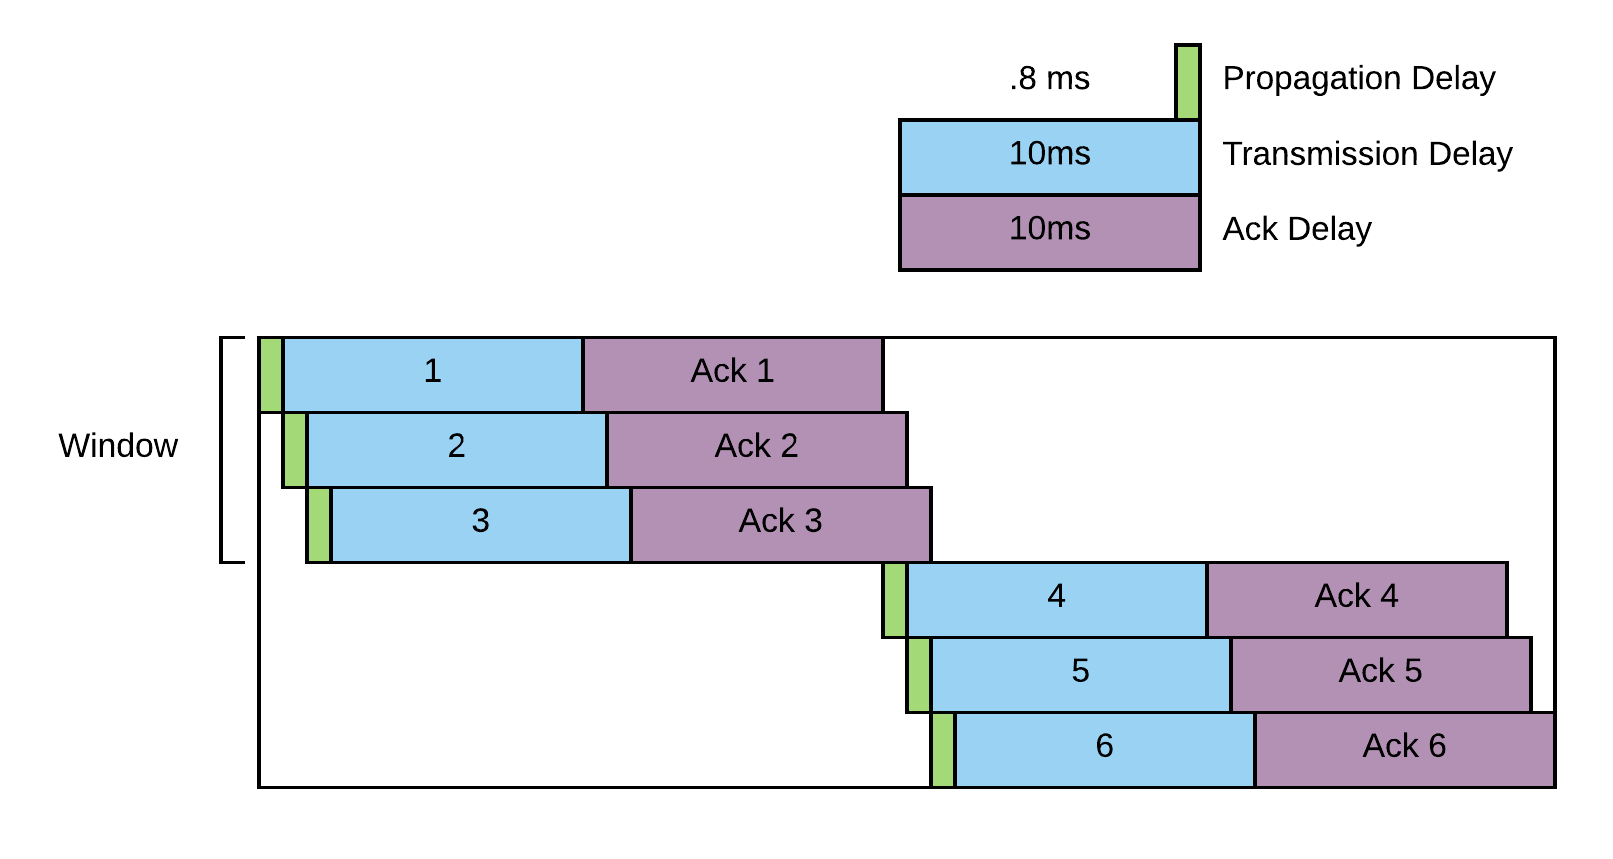 .8 ms Propagation Delay
10ms Transmission Delay
10ms Ack Delay
1 Ack 1
Window 2 Ack 2
3 Ack 3
4 Ack 4
5 Ack 5
6 Ack 6